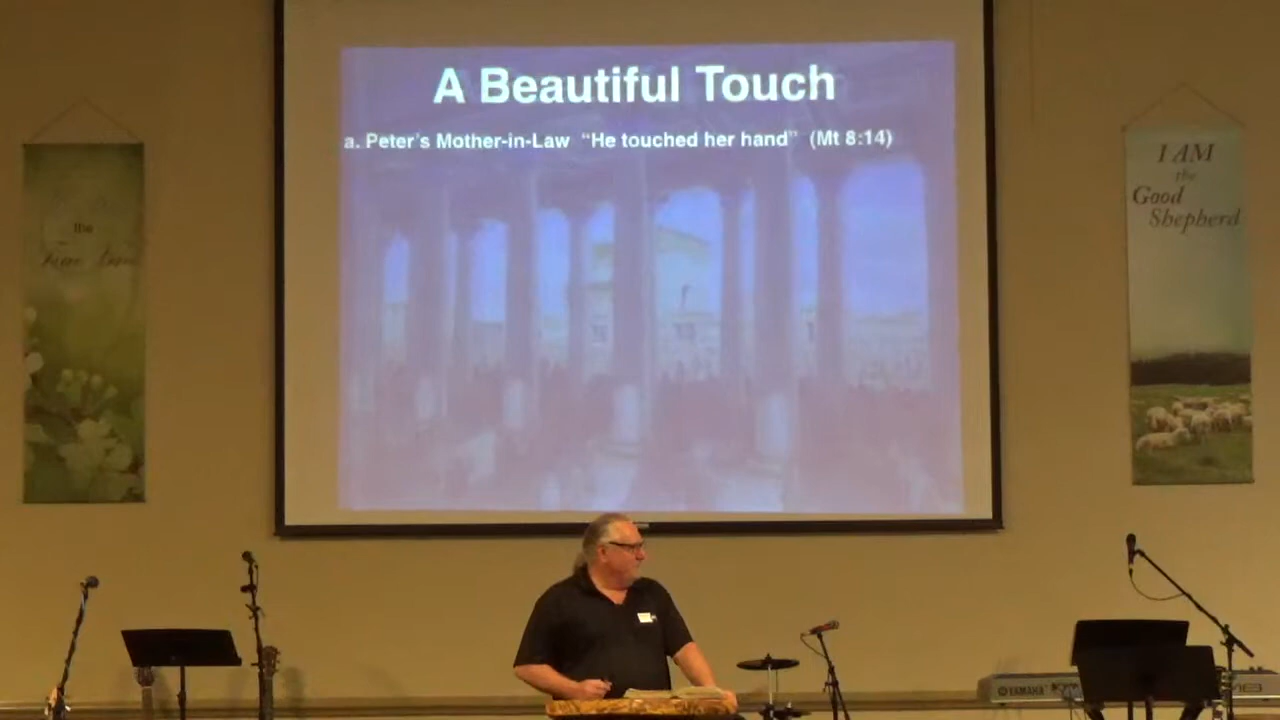 A Beautiful Touch
a. Peter's Mother-in-Law “He touched her hand” (Mt 8:14)
I AM
the
Good
Shepherd
YAMAHA